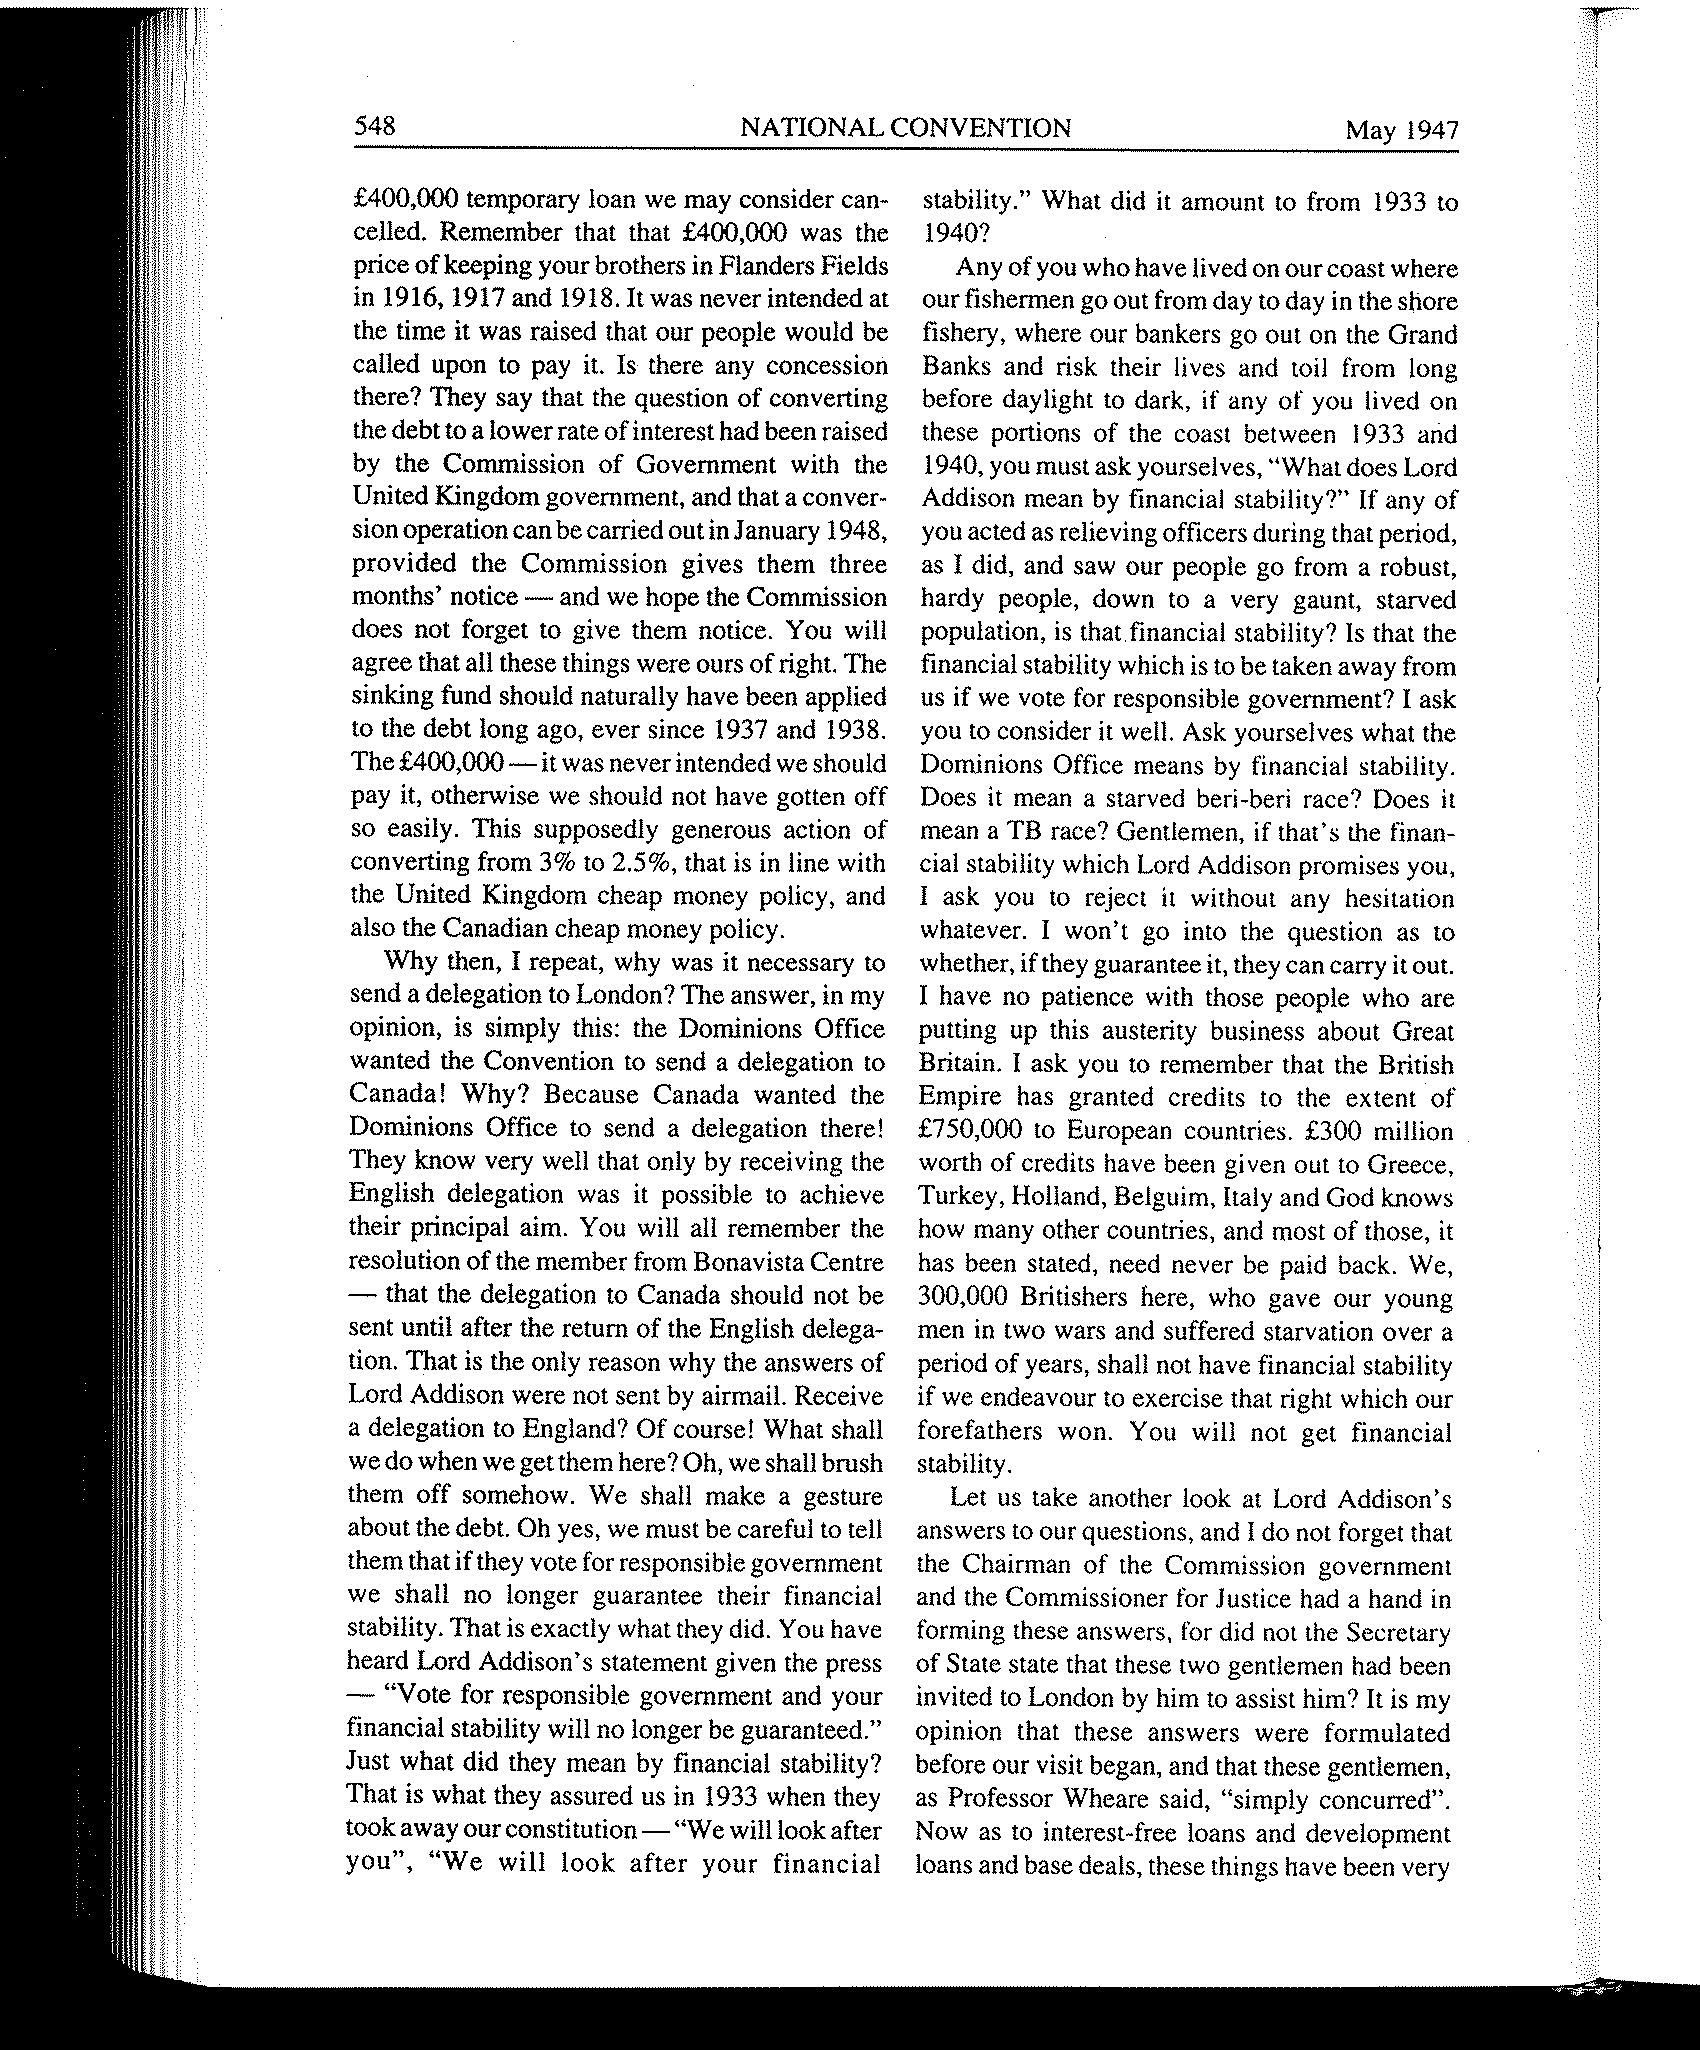 548
NATIONAL CONVENTION
May 1947
£400,000 temporary loan we may consider can-
celled. Remember that that £400,000 was the
price of keeping your brothers in Flanders Fields
in 1916, 1917 and 1918. It was never intended at
the time it was raised that our people would be
called upon to pay it. Is there any concession
there? They say that the question of converting
the debt to a lower rate of interest had been raised
by the Commission of Government with the
United Kingdom government, and that a conver-
sion operation can be carried out in January 1948,
provided the Commission gives them three
months' notice — and we hope the Commission
does not forget to give them notice. You will
agree that all these things were ours of right. The
sinking fund should naturally have been applied
to the debt long ago, ever since 1937 and 1938.
The £400,000 — it was never intended we should
pay it, otherwise we should not have gotten off
so easily. This supposedly generous action of
converting from 3% to 2.5%, that is in line with
the United Kingdom cheap money policy, and
also the Canadian cheap money policy.
Why then, I repeat, why was it necessary to
send a delegation to London? The answer, in my
opinion, is simply this: the Dominions Office
wanted the Convention to send a delegation to
Canada! Why? Because Canada wanted the
Dominions Office to send a delegation there!
They know very well that only by receiving the
English delegation was it possible to achieve
their principal aim. You will all remember the
resolution of the member from Bonavista Centre
— that the delegation to Canada should not be
sent until after the return of the English delega-
tion. That is the only reason why the answers of
Lord Addison were not sent by airmail. Receive
a delegation to England? Of course! What shall
we do when we get them here? Oh, we shall brush
them off somehow. We shall make a gesture
about the debt. Oh yes, we must be careful to tell
them that if they vote for responsible government
we shall no longer guarantee their financial
stability. That is exactly what they did. You have
heard Lord Addison's statement given the press
— "Vote for responsible government and your
financial stability will no longer be guaranteed."
Just what did they mean by financial stability?
That is what they assured us in 1933 when they
took away our constitution — "We will look after
you", "We will look after your financial
stability." What did it amount to from 1933 to
1940?
Any of you who have lived on our coast where
our fishermen go out from day to day in the shore
fishery, where our bankers go out on the Grand
Banks and risk their lives and toil from long
before daylight to dark, if any of you lived on
these portions of the coast between 1933 and
1940, you must ask yourselves, "What does Lord
Addison mean by financial stability?" If any of
you acted as relieving officers during that period,
as I did, and saw our people go from a robust,
hardy people, down to a very gaunt, starved
population, is that financial stability? Is that the
financial stability which is to be taken away from
us if we vote for responsible government? I ask
you to consider it well. Ask yourselves what the
Dominions Office means by financial stability.
Does it mean a starved beri-beri race? Does it
mean a TB race? Gentlemen, if that's the finan-
cial stability which Lord Addison promises you,
I ask you to reject it without any hesitation
whatever. I won't go into the question as to
whether, if they guarantee it, they can carry it out.
I have no patience with those people who are
putting up this austerity business about Great
Britain. I ask you to remember that the British
Empire has granted credits to the extent of
£750,000 to European countries. £300 million
worth of credits have been given out to Greece,
Turkey, Holland, Belguim, Italy and God knows
how many other countries, and most of those, it
has been stated, need never be paid back. We,
300,000 Britishers here, who gave our young
men in two wars and suffered starvation over a
period of years, shall not have financial stability
if we endeavour to exercise that right which our
forefathers won. You will not get financial
stability.
Let us take another look at Lord Addison's
answers to our questions, and I do not forget that
the Chairman of the Commission government
and the Commissioner for Justice had a hand in
forming these answers, for did not the Secretary
of State state that these two gentlemen had been
invited to London by him to assist him? It is my
opinion that these answers were formulated
before our visit began, and that these gentlemen,
as Professor Wheare said, "simply concurred".
Now as to interest-free loans and development
loans and base deals, these things have been very